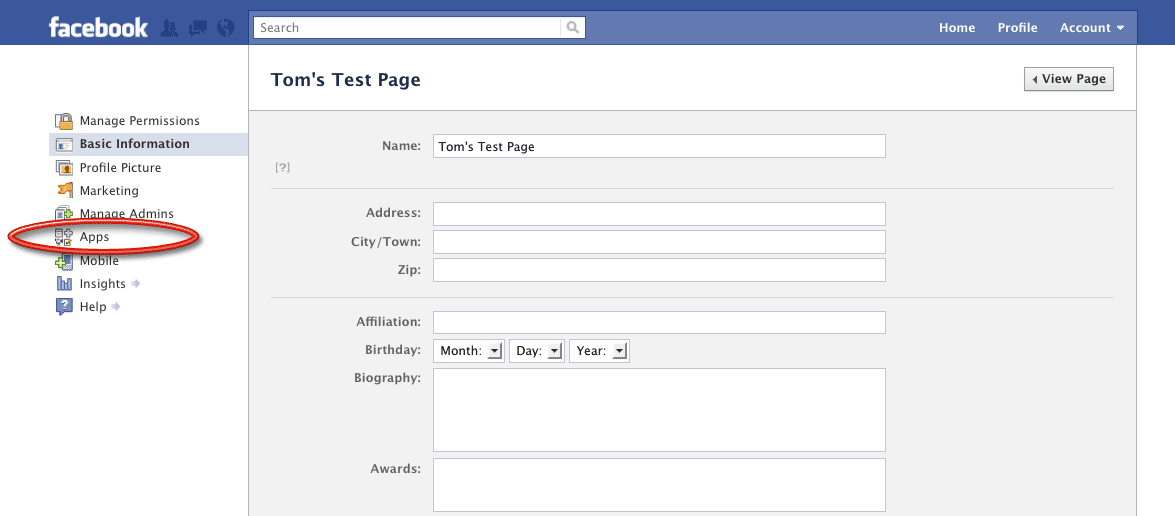 facebook
Search
Home Profile Account
Tom's Test Page
View Page
Manage Permissions
Basic Information
Profile Picture
Marketing
Manage Admins
Apps
Mobile
Insights
Help
Name: Tom's Test Page
[?]
Address:
City/Town:
Zip:
Affiliation:
Birthday: Month: Day: Year:
Biography:
Awards: